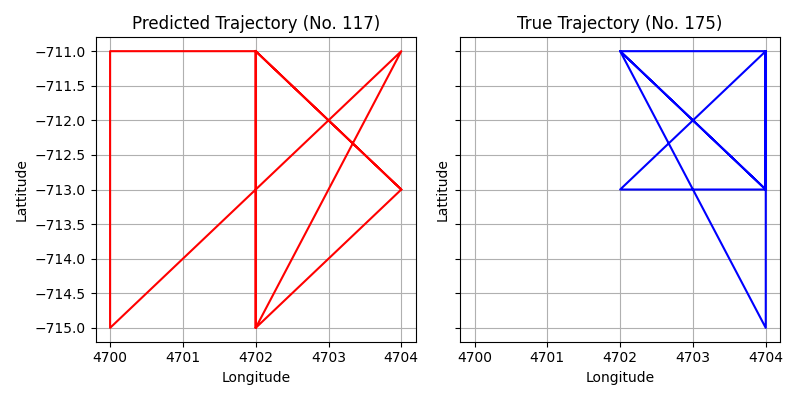 Predicted Trajectory (No. 117)
True Trajectory (No. 175)
−711.0
−711.5
−712.0
−712.5
−713.0
−713.5
−714.0
−714.5
−715.0
Lattitude
Lattitude
4700 4701 4702 4703 4704
4700 4701 4702 4703 4704
Longitude
Longitude